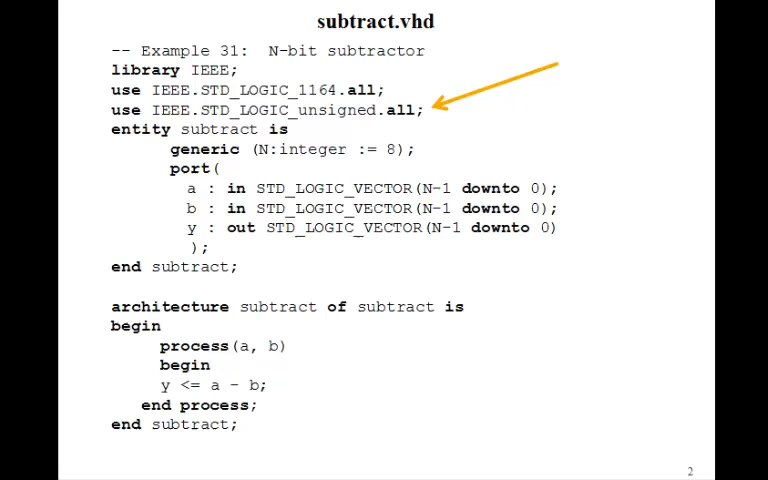 subtract.vhd
-- Example 31:  N-bit subtractor
library IEEE;
use IEEE.STD_LOGIC_1164.all;
use IEEE.STD_LOGIC_unsigned.all;
entity subtract is
generic (N:integer := 8);
port(
a : in STD_LOGIC_VECTOR(N-1 downto 0);
b : in STD_LOGIC_VECTOR(N-1 downto 0);
y : out STD_LOGIC_VECTOR(N-1 downto 0)
);
end subtract;
architecture subtract of subtract is
begin
process(a, b)
begin
y <= a - b;
end process;
end subtract;
2